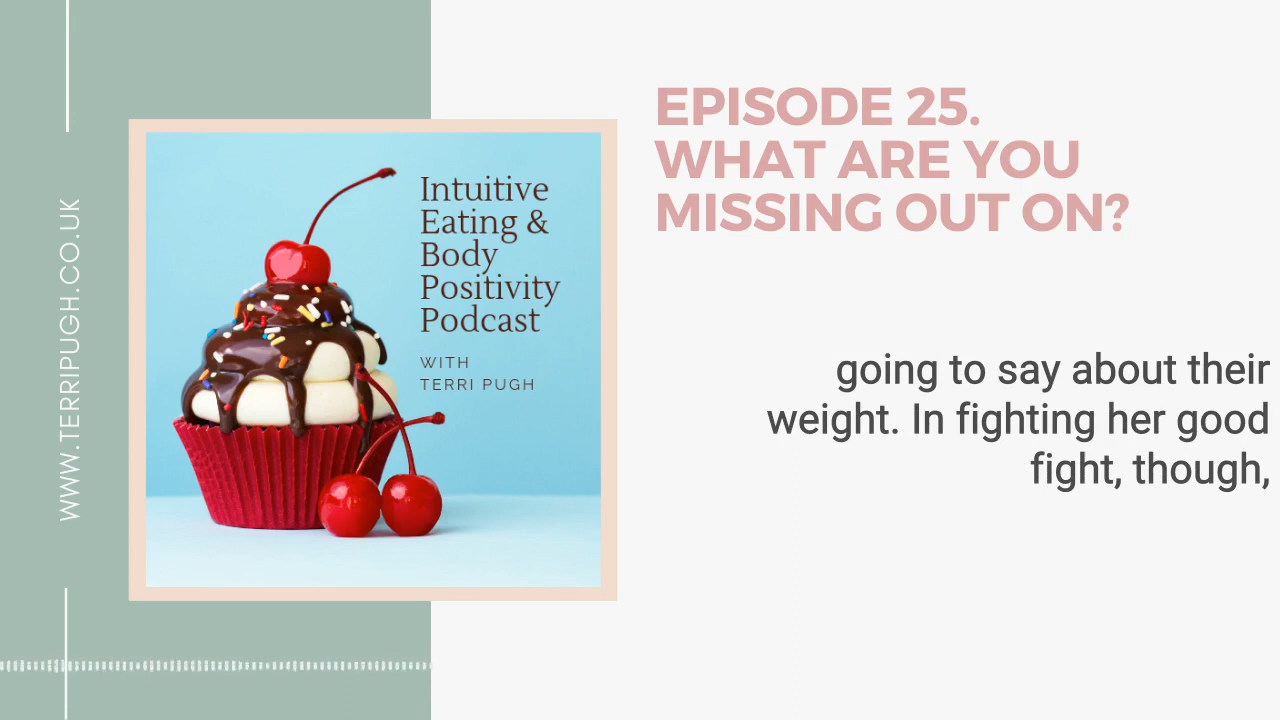 WWW.TERRIPUGH.CO.UK
Intuitive
Eating &
Body
Positivity
Podcast
WITH
TERRI PUGH
EPISODE 25.
WHAT ARE YOU
MISSING OUT ON?
going to say about their
weight. In fighting her good
fight, though,